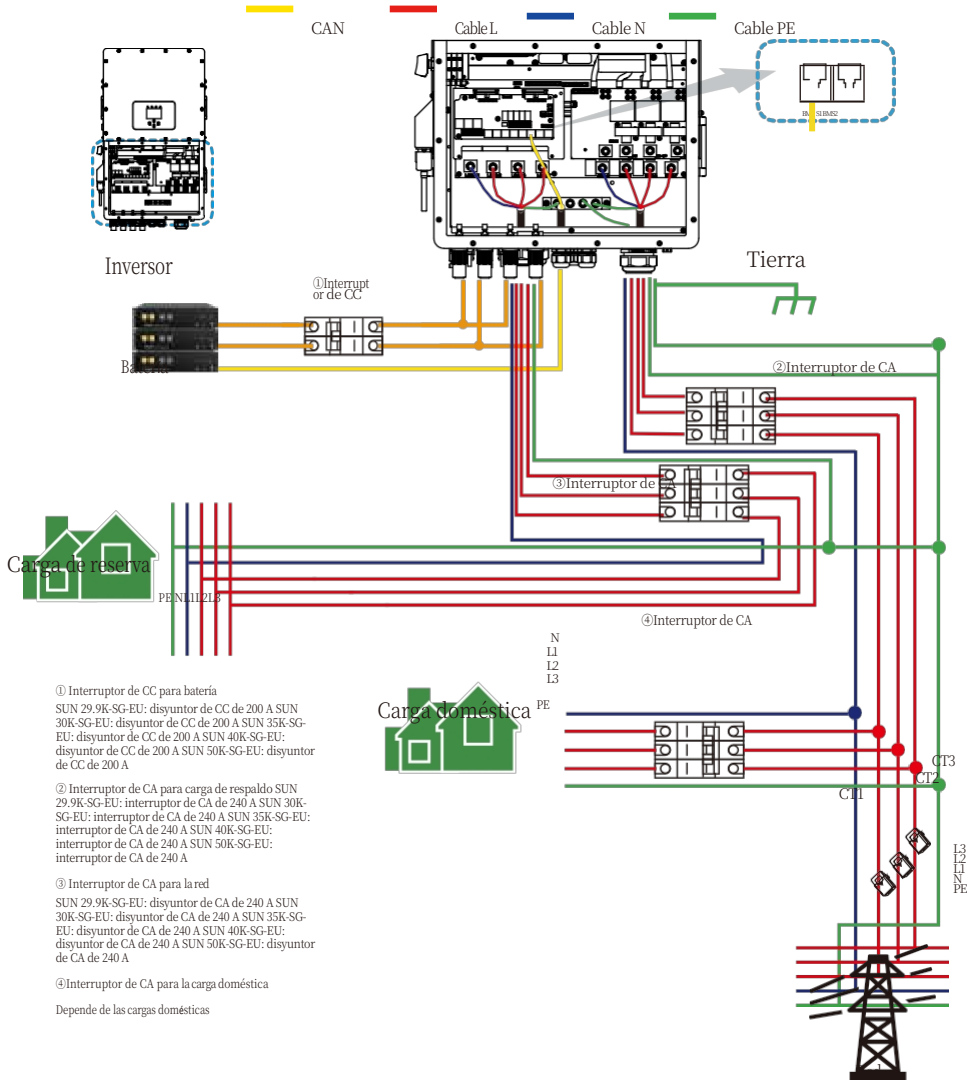 CAN
Cable L
Cable N
Cable PE
BMS1 BMS2
Inversor
Tierra
①Interrupt
or de CC
Batería
②Interruptor de CA
③Interruptor de CA
Carga de reserva
PE N L1 L2 L3
④Interruptor de CA
N
L1
L2
L3
PE
Carga doméstica
CT3
CT2
CT1
L3
L2
L1
N
PE
① Interruptor de CC para batería
SUN 29.9K-SG-EU: disyuntor de CC de 200 A SUN
30K-SG-EU: disyuntor de CC de 200 A SUN 35K-SG-
EU: disyuntor de CC de 200 A SUN 40K-SG-EU:
disyuntor de CC de 200 A SUN 50K-SG-EU: disyuntor
de CC de 200 A
② Interruptor de CA para carga de respaldo SUN
29.9K-SG-EU: interruptor de CA de 240 A SUN 30K-
SG-EU: interruptor de CA de 240 A SUN 35K-SG-EU:
interruptor de CA de 240 A SUN 40K-SG-EU:
interruptor de CA de 240 A SUN 50K-SG-EU:
interruptor de CA de 240 A
③ Interruptor de CA para la red
SUN 29.9K-SG-EU: disyuntor de CA de 240 A SUN
30K-SG-EU: disyuntor de CA de 240 A SUN 35K-SG-
EU: disyuntor de CA de 240 A SUN 40K-SG-EU:
disyuntor de CA de 240 A SUN 50K-SG-EU: disyuntor
de CA de 240 A
④Interruptor de CA para la carga doméstica
Depende de las cargas domésticas